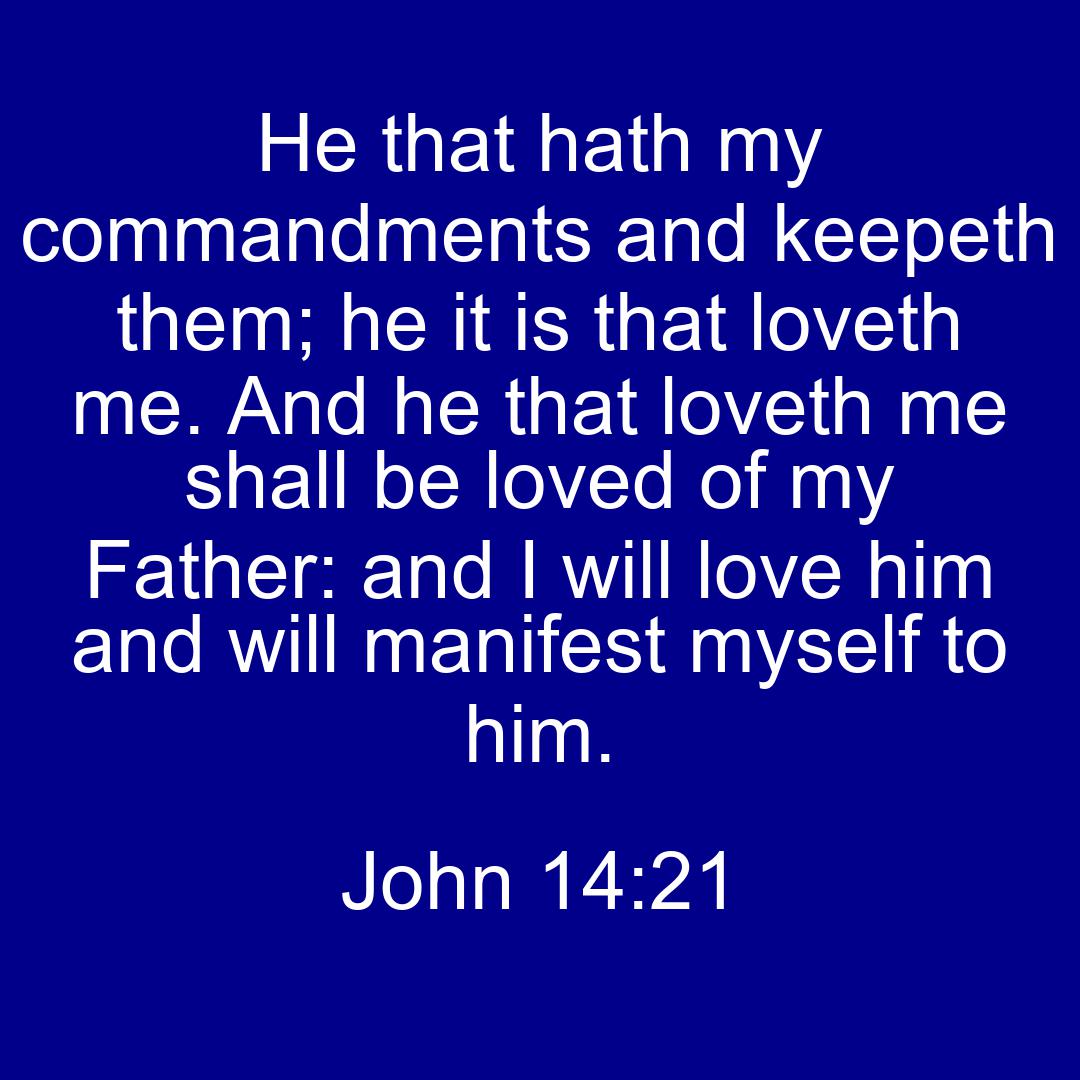 He that hath my
commandments and keepeth
them; he it is that loveth
me. And he that loveth me
shall be loved of my
Father: and I will love him
and will manifest myself to
him.
John 14:21